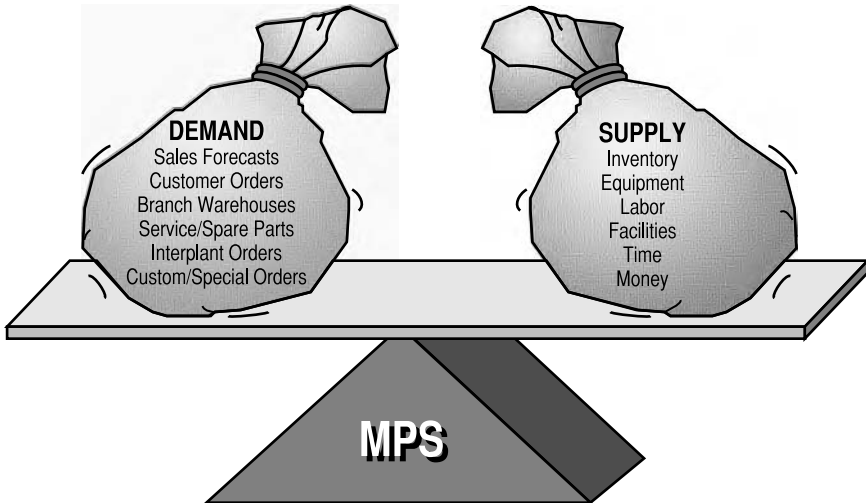 DEMAND
Sales Forecasts
Customer Orders
Branch Warehouses
Service/Spare Parts
Interplant Orders
Custom/Special Orders
SUPPLY
Inventory
Equipment
Labor
Facilities
Time
Money
MPS